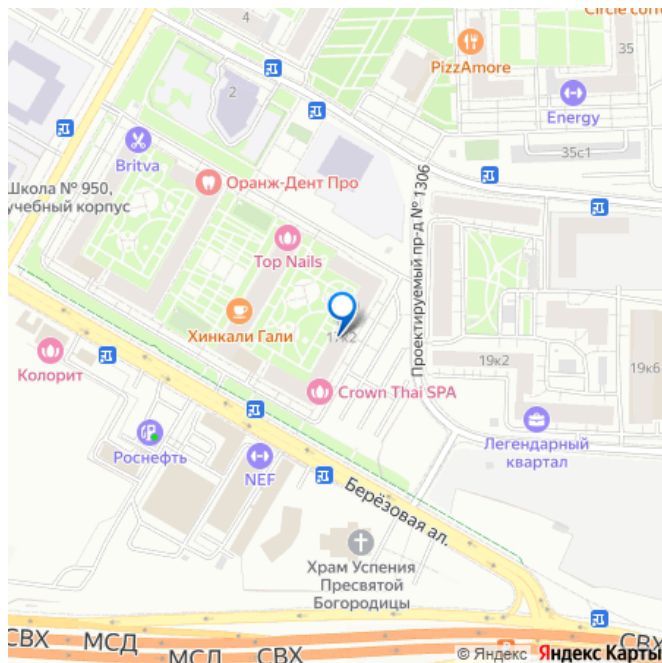 Circle coffee
4
35
PizzAmore
2
Energy
Britva
35с1
Оранж-Дент Про
Школа № 950,
учебный корпус
Проектируемый пр-д № 1306
Top Nails
Хинкали Гали
17к2
19к2
19к6
Колорит
Crown Thai SPA
Легендарный
квартал
Роснефть
NEF
Берёзовая ал.
Храм Успения
Пресвятой
Богородицы
СВХ
МСД
МСД
СВХ
СВХ
© Яндекс Яндекс Карты